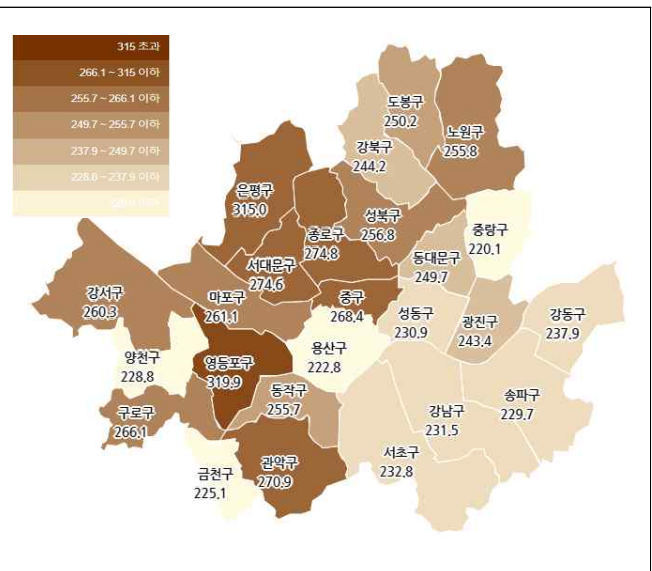 315 초과
266.1 ~ 315 이하
255.7 ~ 266.1 이하
249.7 ~ 255.7 이하
237.9 ~ 249.7 이하
228.8 ~ 237.9 이하
도봉구
250.2
노원구
255.8
강북구
244.2
은평구
315.0
성북구
256.8
중랑구
220.1
종로구
274.8
동대문구
249.7
서대문구
274.6
강서구
260.3
마포구
261.1
중구
268.4
성동구
230.9
광진구
243.4
강동구
237.9
양천구
228.8
영등포구
319.9
용산구
222.8
동작구
255.7
송파구
229.7
구로구
266.1
강남구
231.5
서초구
232.8
관악구
270.9
금천구
225.1